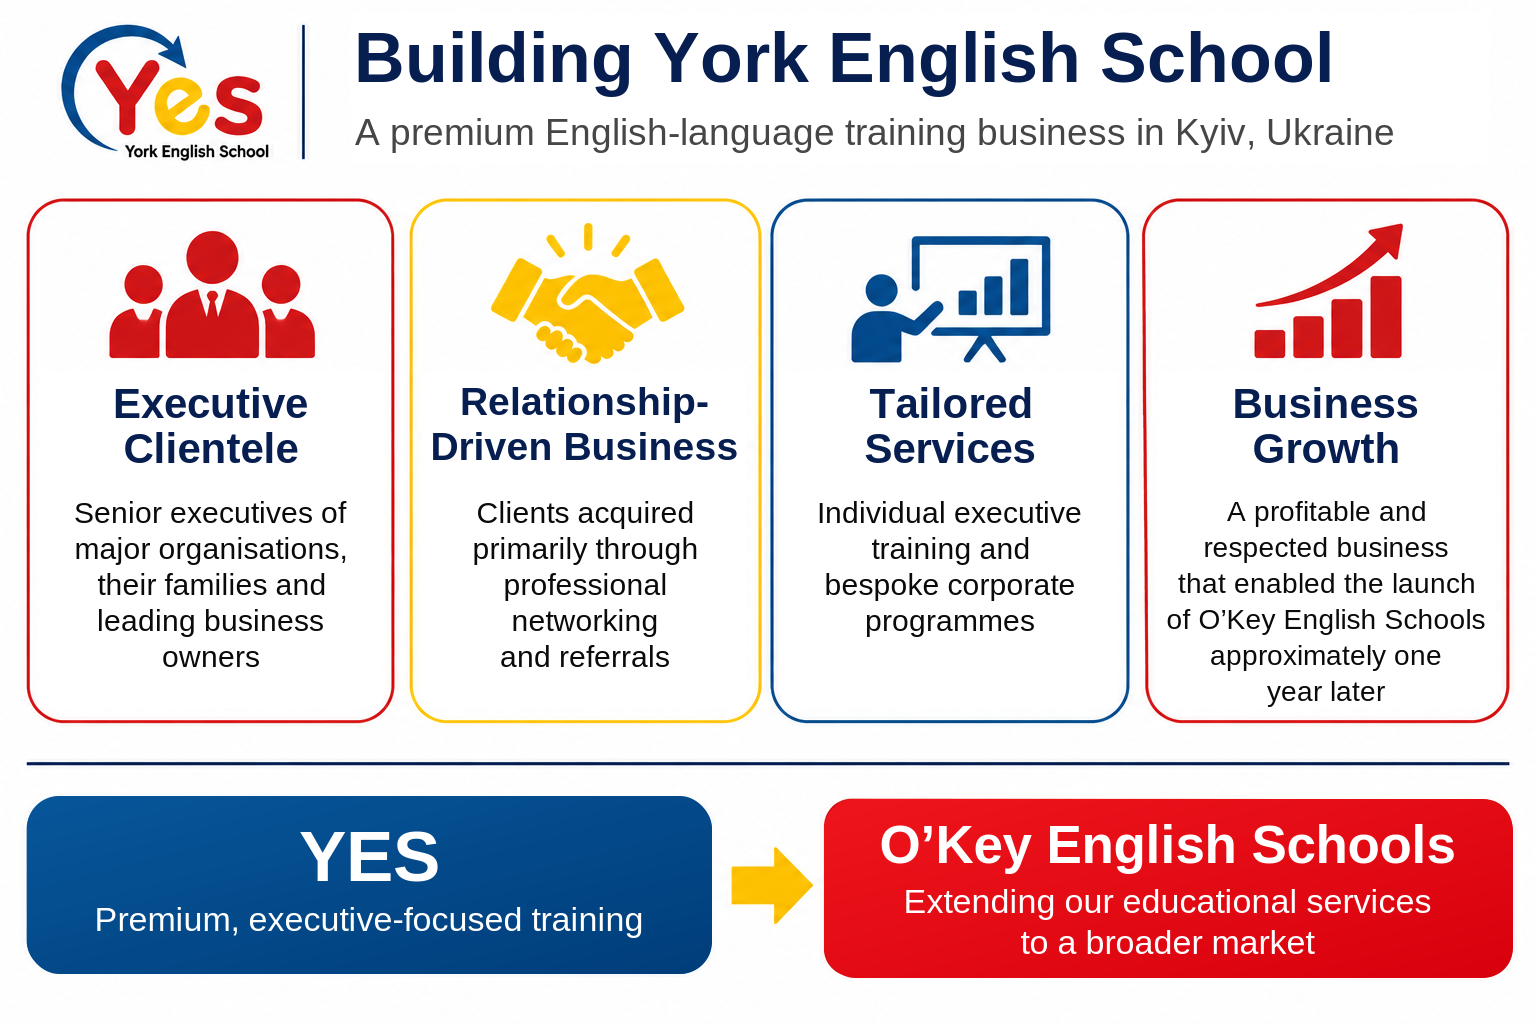 Yes
York English School
Building York English School
A premium English-language training business in Kyiv, Ukraine
Executive
Clientele
Senior executives of
major organisations,
their families and
leading business
owners
Relationship-
Driven Business
Clients acquired
primarily through
professional
networking
and referrals
Tailored
Services
Individual executive
training and
bespoke corporate
programmes
Business
Growth
A profitable and
respected business
that enabled the launch
of O’Key English Schools
approximately one
year later
YES
Premium, executive-focused training
O’Key English Schools
Extending our educational services
to a broader market